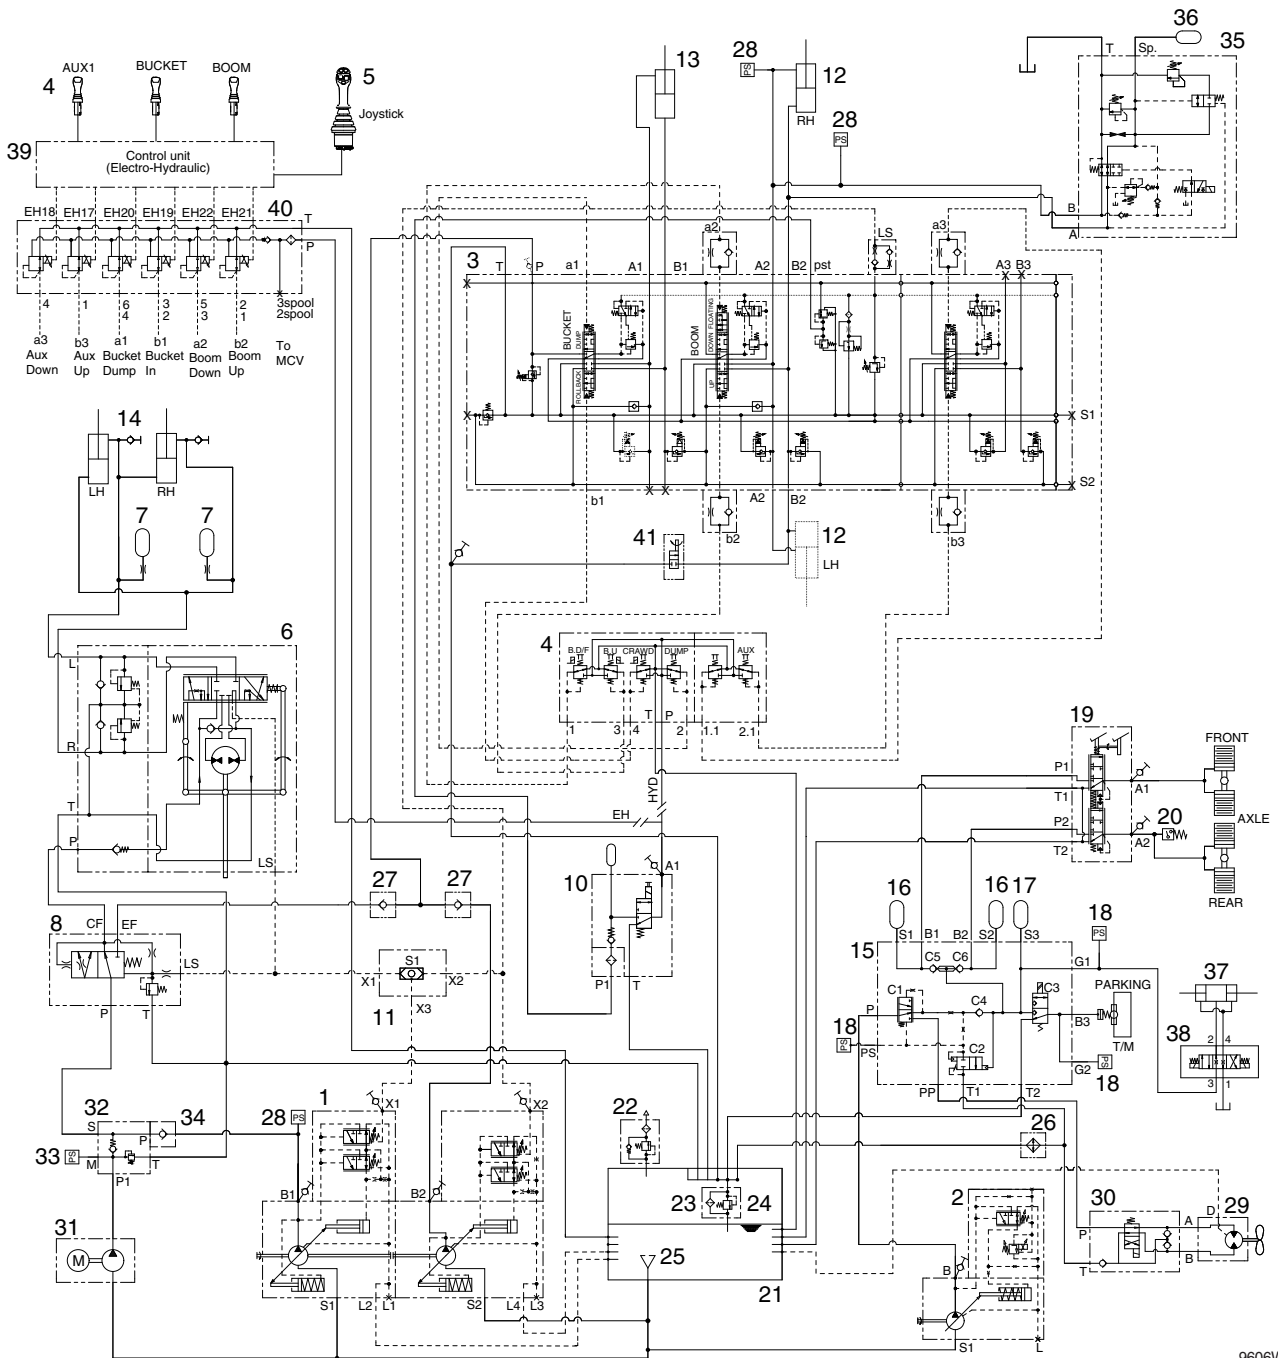 36
T Sp. 35
28 13 12
4 AUX1 BUCKET BOOM 5
PS
RH
Joystick
28
PS
39 Control unit
(Electro-Hydraulic)
EH18 EH17 EH20 EH19 EH22 EH21 40 T
P
B
A
a2 LS a3
3 T P a1 A1 B1 A2 B2 pst A3 B3
4 1 6 3 5 2 3spool
4 2 3 1 2spool
BUCKET DUMP BOOM DOWN FLOATING
ROLLBACK UP
a3 b3 a1 b1 a2 b2 To
Aux Aux Bucket Bucket Boom Boom MCV
Down Up Dump In Down Up
S1
14
S2
LH RH
b1 A2 B2
7 7
41 b2 12 b3
LH
6
4 B.D/F B.U CRAWD DUMP AUX
L
T P
1 3 4 2 1.1 2.1
R
19
FRONT
P1
T1 A1
HYD
AXLE
T
EH
P2 20
A2
P
T2
LS
A1
10
27 27
REAR
16 16 17
18
8 CF EF
S1 B1 B2 S2 S3
PS
LS
15
G1
S1
C5 C6
X1 X2
P1 T
37
C1 C3 PARKING
X3
P C4
B3
P T
11
18
38 2 4
PS PS
C2
T/M
G2 PS
3 1
PP T1 T2 18
1 X1 X2
32 34 28 PS
22
S P
26
33 PS M T
P1
B1 B2
23 24
2
30 29
D
31
P A
M
25
B
T B
21
S1 L2 L1 S2 L4 L3
S1 L
9606W